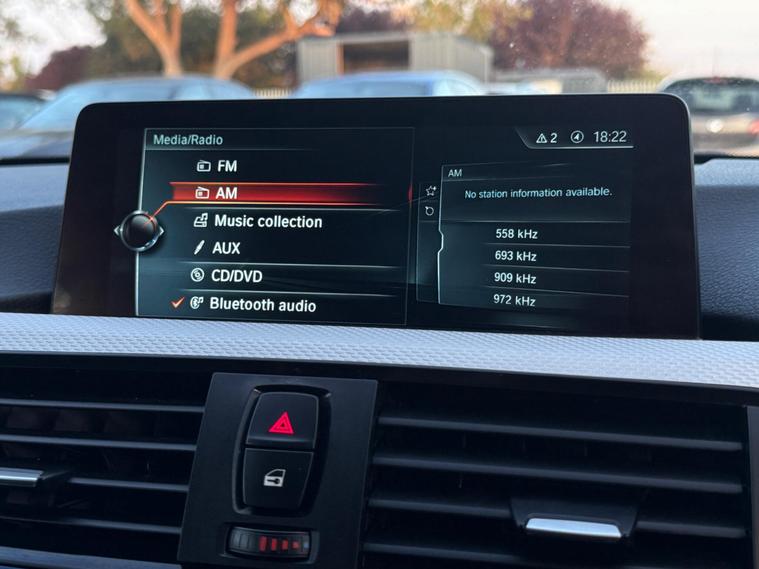 Media/Radio
2 18:22
FM
AM
Music collection
AUX
CD/DVD
Bluetooth audio
AM
No station information available.
558 kHz
693 kHz
909 kHz
972 kHz